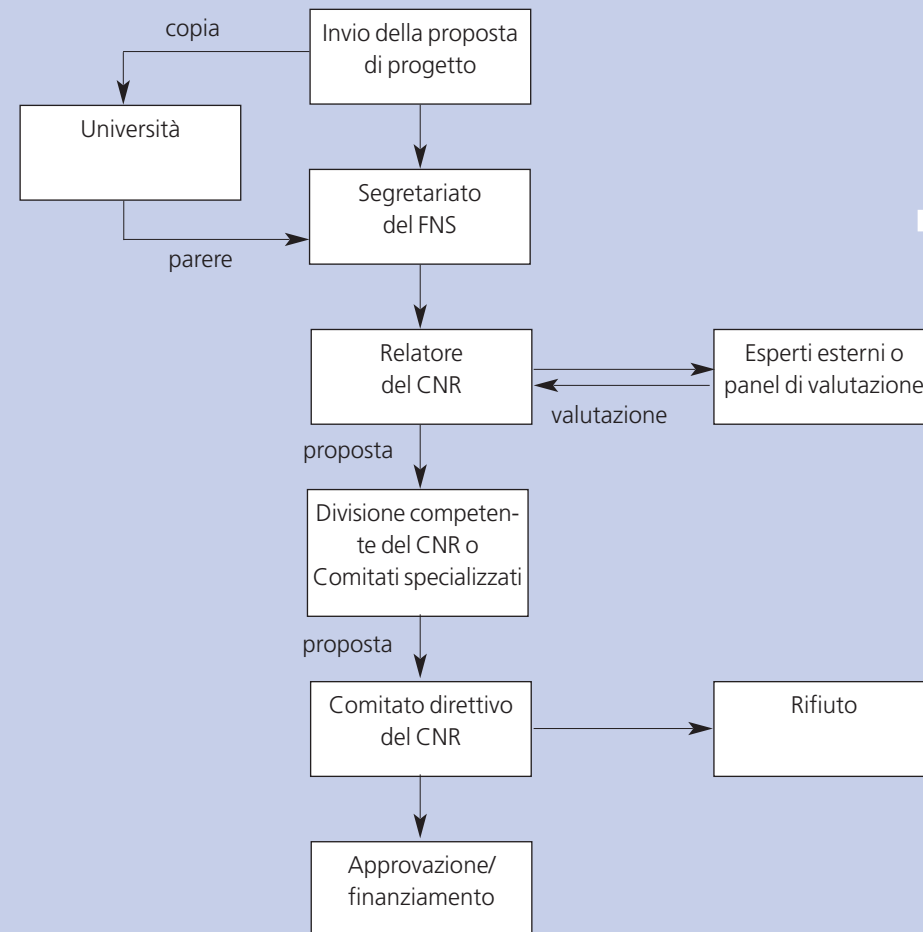 copia
Invio della proposta
di progetto
Università
Segretariato
del FNS
parere
Relatore
del CNR
Esperti esterni o
panel di valutazione
valutazione
proposta
Divisione competen-
te del CNR o
Comitati specializzati
proposta
Comitato direttivo
del CNR
Rifiuto
Approvazione/
finanziamento